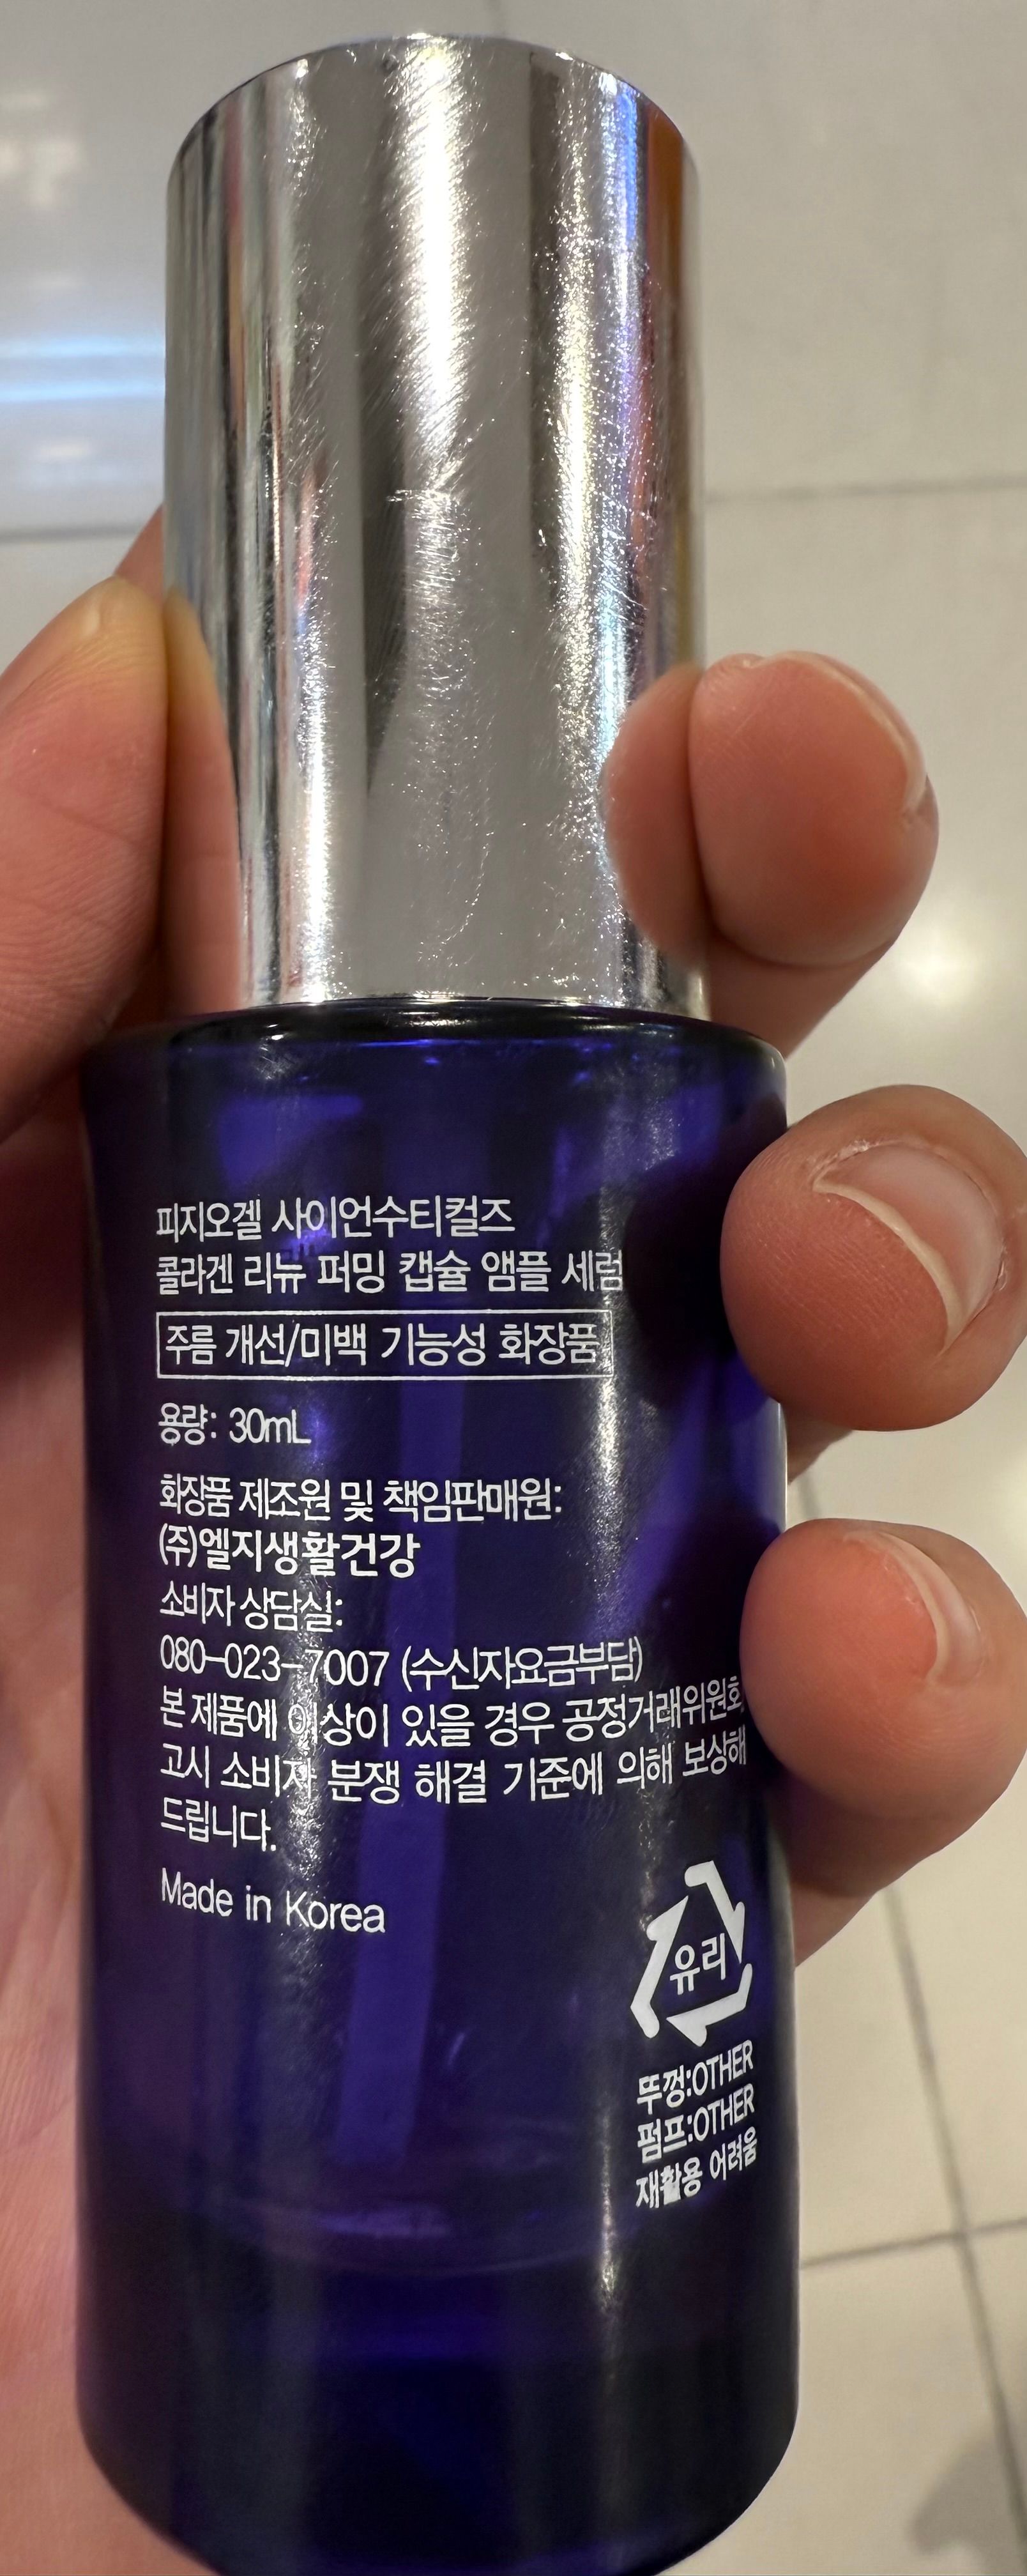 피지오겔 사이언수티컬즈
콜라겐 리뉴 퍼밍 캡슐 앰플 세럼
주름 개선/미백 기능성 화장품
용량: 30mL
화장품 제조원 및 책임판매원:
(주)엘지생활건강
소비자 상담실:
080-023-7007 (수신자요금부담)
본 제품에 이상이 있을 경우 공정거래위원회
고시 소비자 분쟁 해결 기준에 의해 보상해
드립니다.
Made in Korea
유리
뚜껑:OTHER
펌프:OTHER
재활용 어려움